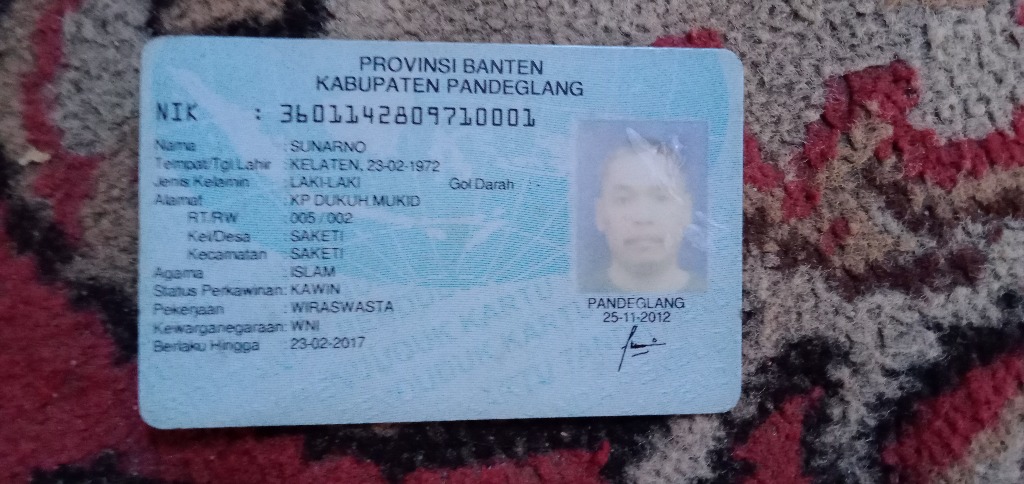 PROVINSI BANTEN
KABUPATEN PANDEGLANG
NIK : 3601142809710001
Nama : SUNARNO
Tempat/Tgl Lahir : KELATEN, 23-02-1972
Jenis Kelamin : LAKI-LAKI Gol Darah : -
Alamat : KP DUKUH MUKID
RT/RW : 005 / 002
Kel/Desa : SAKETI
Kecamatan : SAKETI
Agama : ISLAM
Status Perkawinan: KAWIN
Pekerjaan : WIRASWASTA
Kewarganegaraan: WNI
Berlaku Hingga : 23-02-2017
PANDEGLANG
25-11-2012